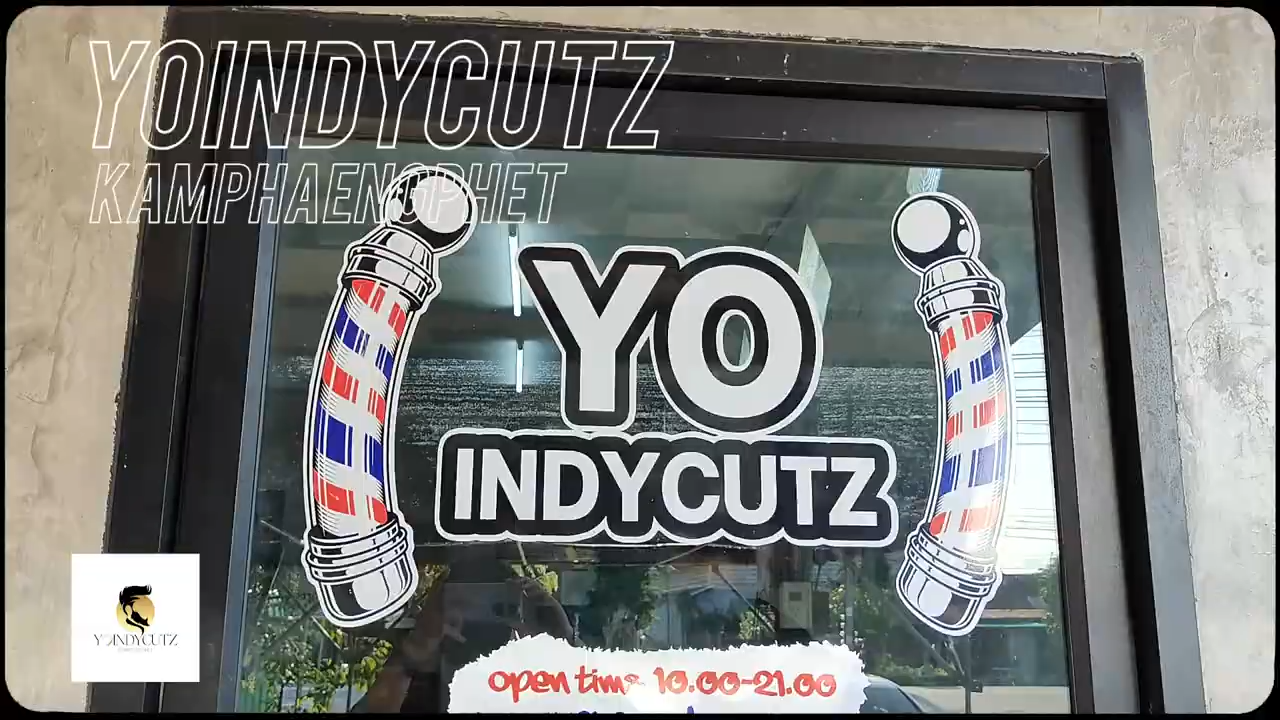 YOINDYCUTZ
KAMPHAENGPHET
YO
INDYCUTZ
open time 10.00-21.00
YOINDYCUTZ